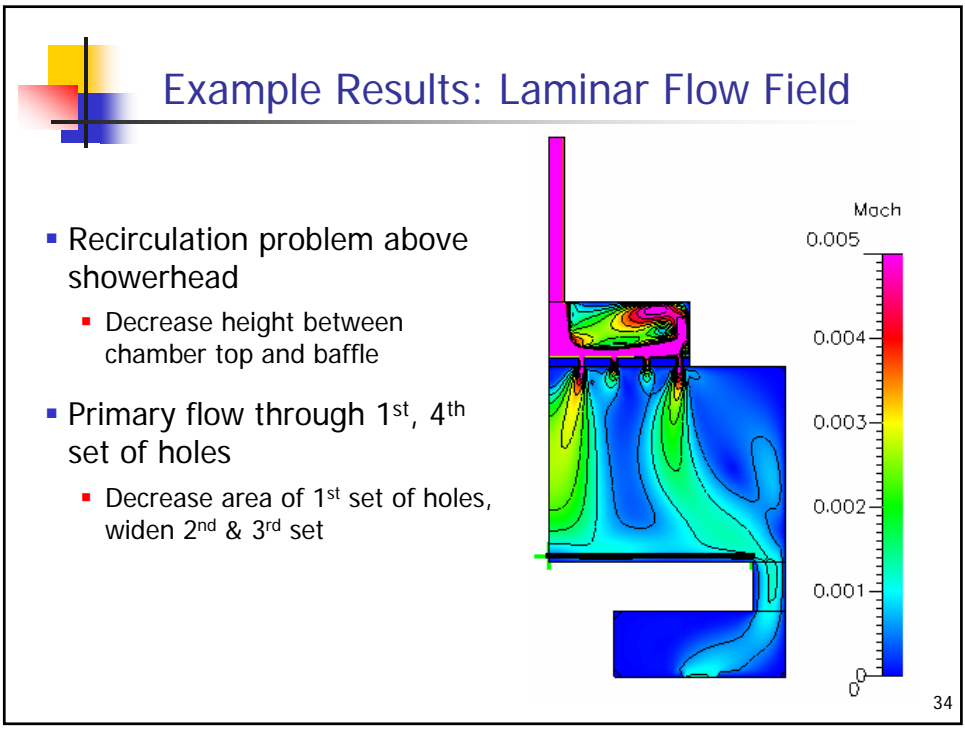 Example Results: Laminar Flow Field
Recirculation problem above
showerhead
Decrease height between
chamber top and baffle
Primary flow through 1st, 4th
set of holes
Decrease area of 1st set of holes,
widen 2nd & 3rd set
Mach
0.005
0.004
0.003
0.002
0.001
0
0
34